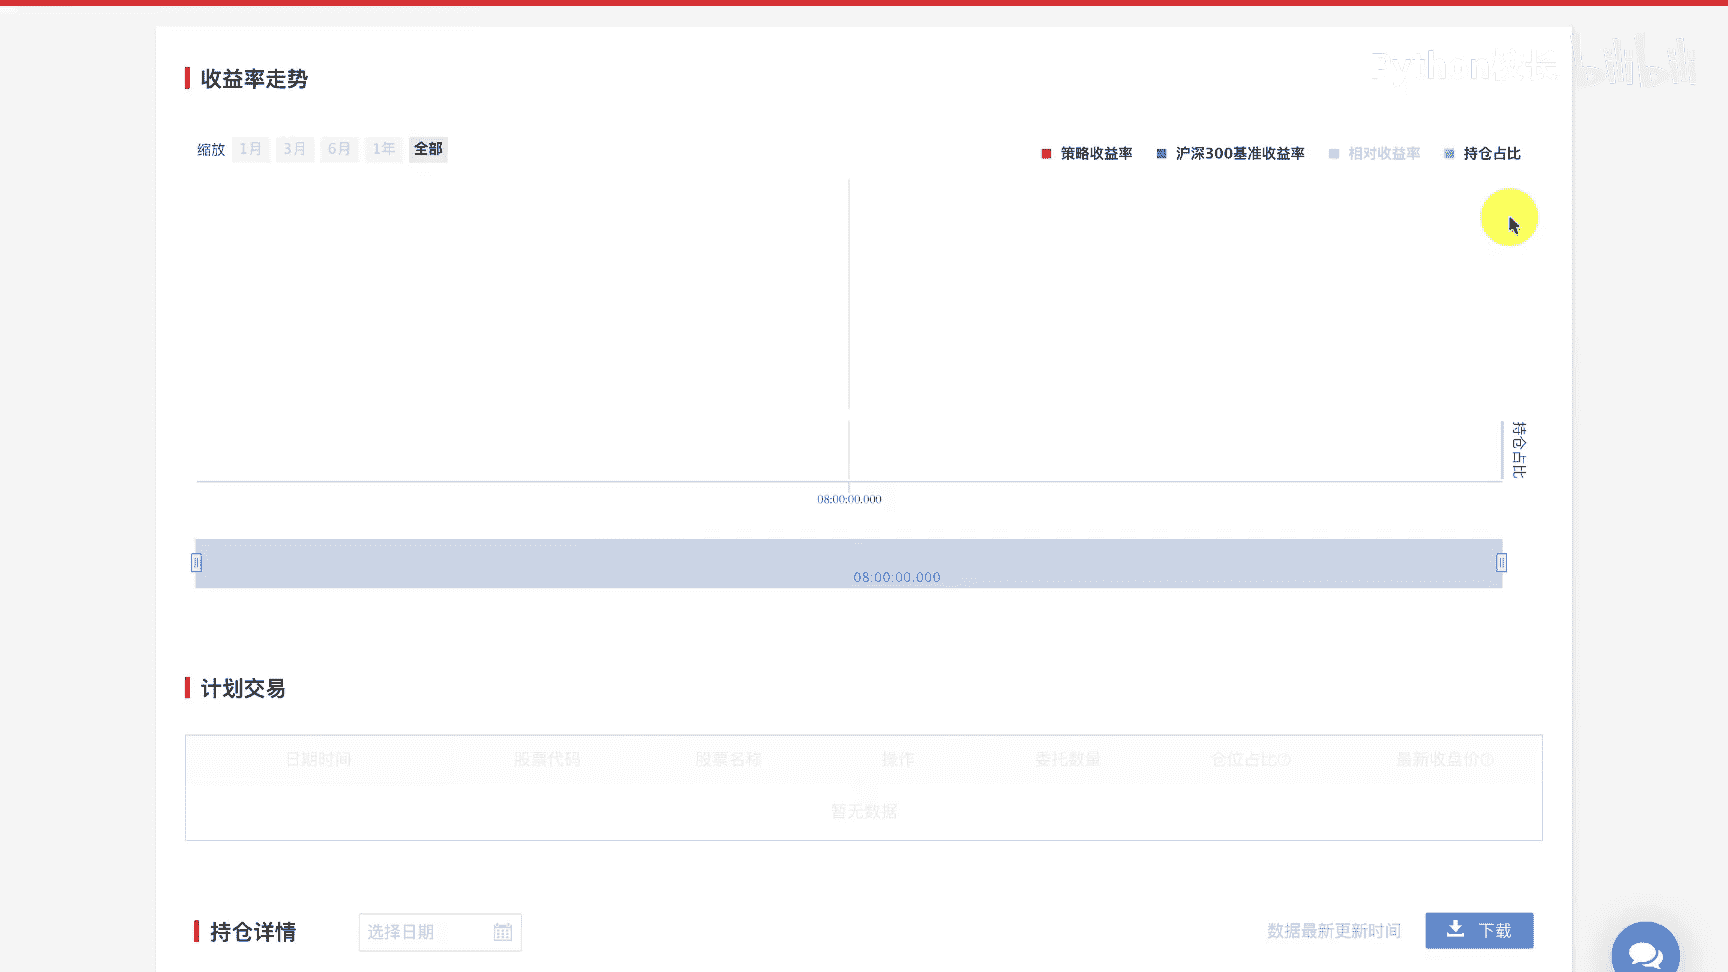 收益率走势
缩放 1月 3月 6月 1年 全部
策略收益率 沪深300基准收益率 相对收益率 持仓占比
持仓占比
08:00:00.000
08:00:00.000
计划交易
日期时间 股票代码 股票名称 操作 委托数量 仓位占比 最新收盘价
暂无数据
持仓详情 选择日期 数据最新更新时间 下载